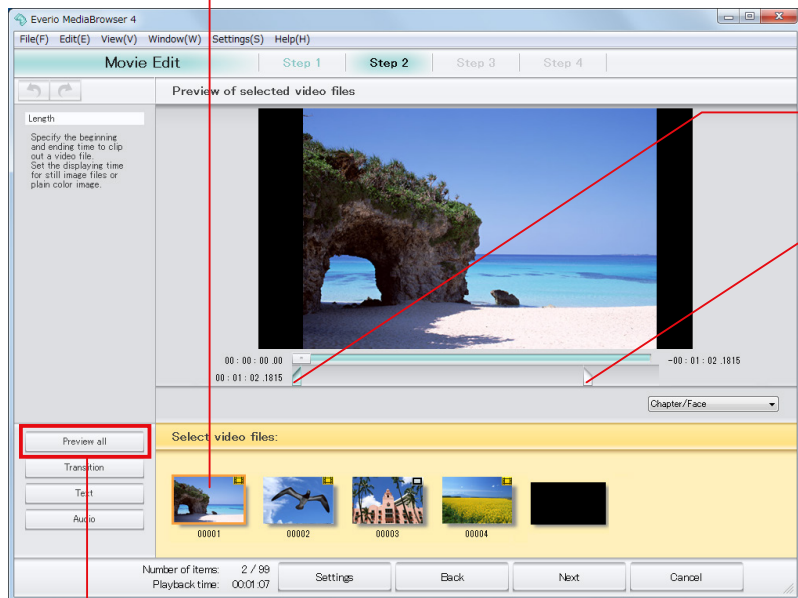 Everio MediaBrowser 4
File(F) Edit(E) View(V) Window(W) Settings(S) Help(H)
Movie Edit
Step 1
Step 2
Step 3
Step 4
Preview of selected video files
Length
Specify the beginning
and ending time to clip
out a video file.
Set the displaying time
for still image files or
plain color image.
00 : 00 : 00 .00
-00 : 01 : 02 .1815
00 : 01 : 02 .1815
Chapter/Face
Preview all
Select video files:
Transition
Text
Audio
00001
00002
00003
00004
Number of items: 2 / 99
Playback time: 00:01:07
Settings
Back
Next
Cancel